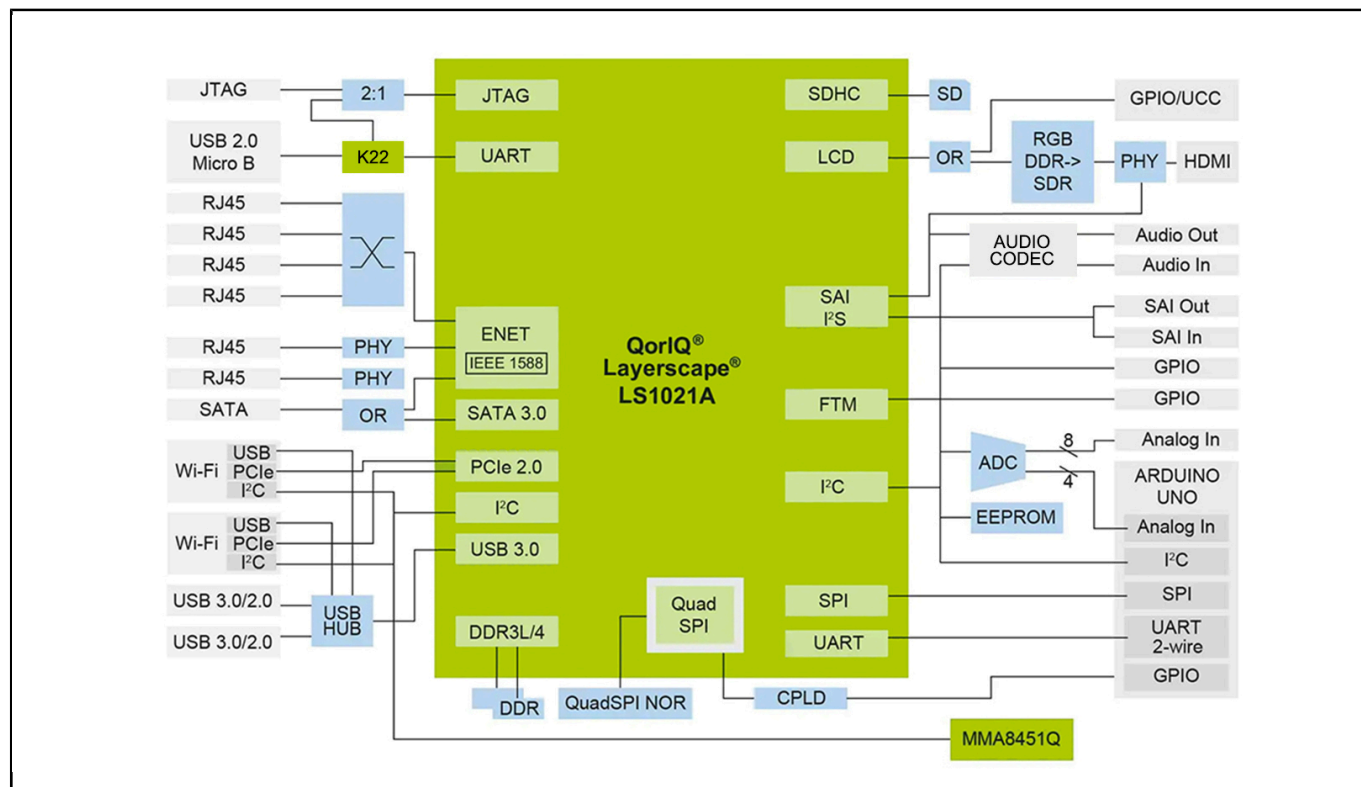 JTAG
2:1
JTAG
USB 2.0
Micro B
K22
UART
RJ45
RJ45
RJ45
RJ45
RJ45
PHY
RJ45
PHY
ENET
IEEE 1588
SATA
OR
SATA 3.0
Wi-Fi
USB
PCIe
I²C
PCIe 2.0
I²C
USB 3.0
Wi-Fi
USB
PCIe
I²C
USB 3.0/2.0
USB 3.0/2.0
USB
HUB
DDR3L/4
DDR
QorIQ®
Layerscape®
LS1021A
Quad
SPI
QuadSPI NOR
CPLD
SDHC
SD
LCD
OR
RGB
DDR->
SDR
PHY
HDMI
GPIO/UCC
AUDIO
CODEC
Audio Out
Audio In
SAI
I²S
SAI Out
SAI In
GPIO
FTM
GPIO
I²C
ADC
8
4
Analog In
EEPROM
ARDUINO
UNO
Analog In
I²C
SPI
SPI
UART
UART
2-wire
GPIO
MMA8451Q